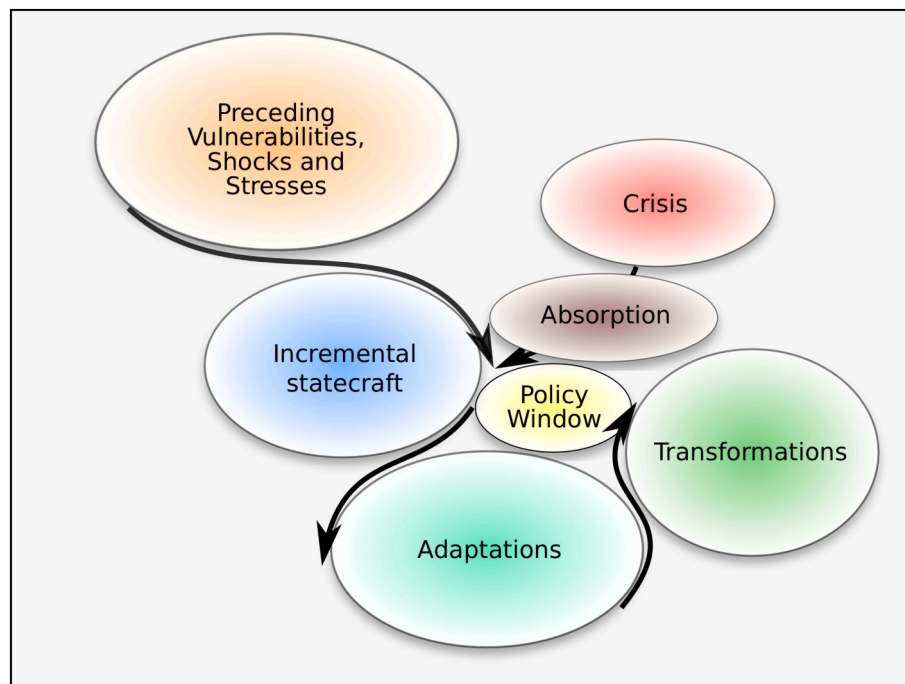 Preceding
Vulnerabilities,
Shocks and
Stresses
Crisis
Absorption
Incremental
statecraft
Policy
Window
Transformations
Adaptations